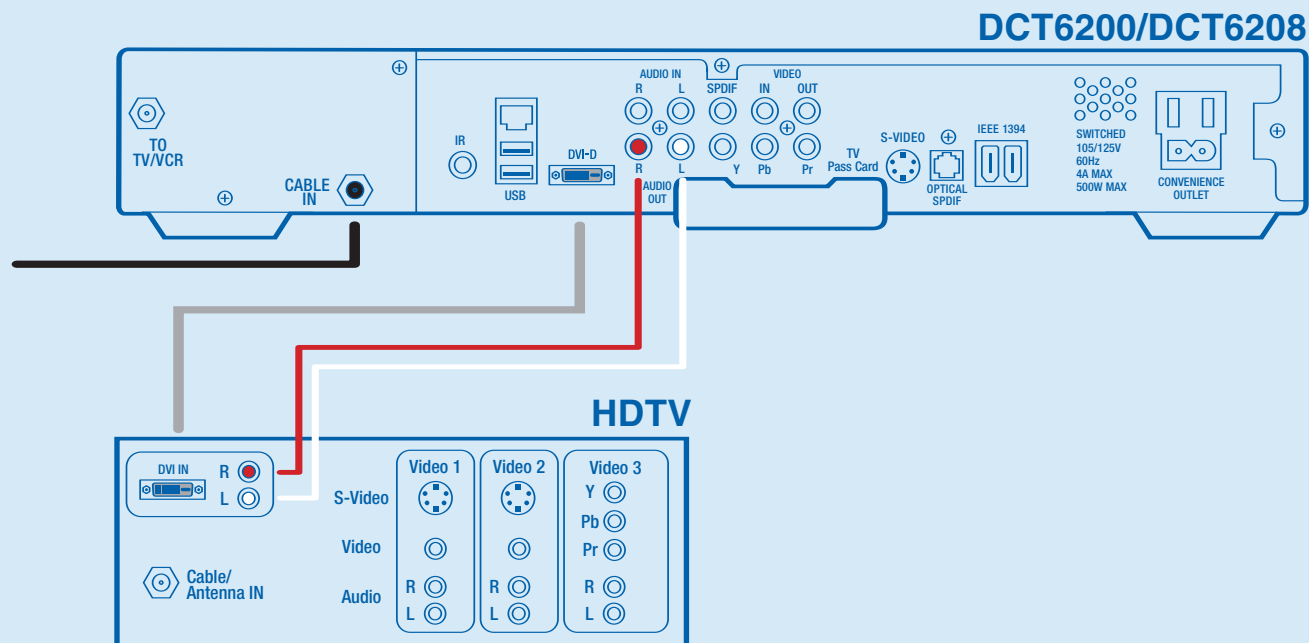 DCT6200/DCT6208
TO
TV/VCR
CABLE
IN
IR
USB
DVI-D
AUDIO IN
R L
SPDIF
VIDEO
IN OUT
R L
AUDIO
OUT
Y Pb Pr
TV
Pass Card
S-VIDEO
OPTICAL
SPDIF
IEEE 1394
SWITCHED
105/125V
60Hz
4A MAX
500W MAX
CONVENIENCE
OUTLET
HDTV
DVI IN
R
L
Cable/
Antenna IN
S-Video
Video
Audio
Video 1
R
L
Video 2
R
L
Video 3
Y
Pb
Pr
R
L